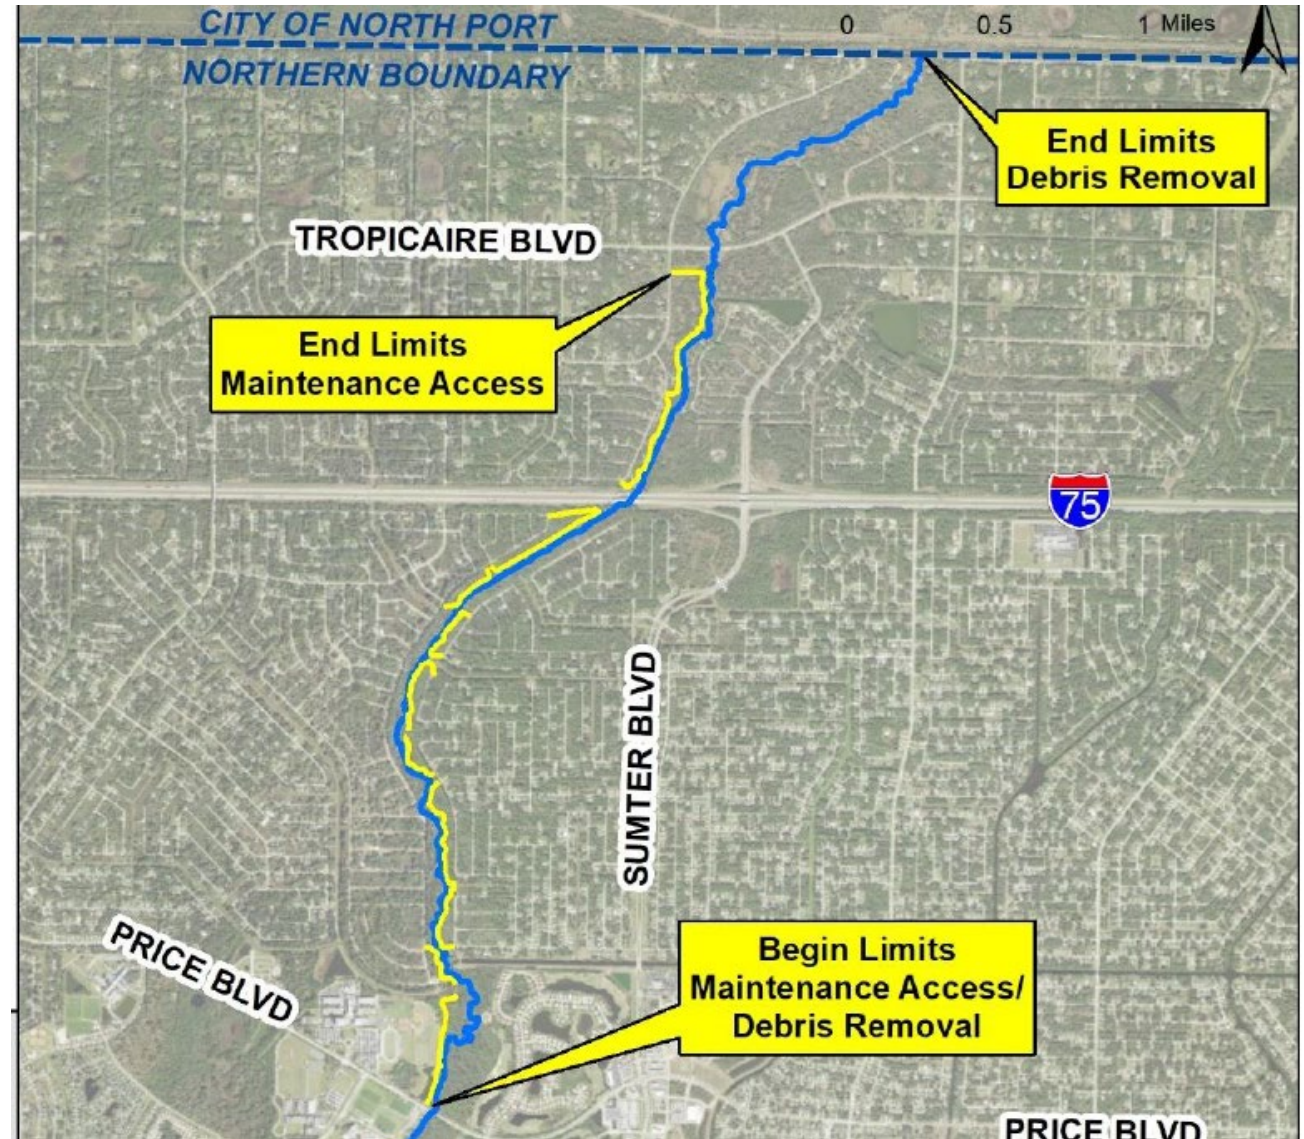 CITY OF NORTH PORT
NORTHERN BOUNDARY
0 0.5 1 Miles
End Limits
Debris Removal
TROPICAIRE BLVD
End Limits
Maintenance Access
75
SUMTER BLVD
PRICE BLVD
Begin Limits
Maintenance Access/
Debris Removal
PRICE BLVD